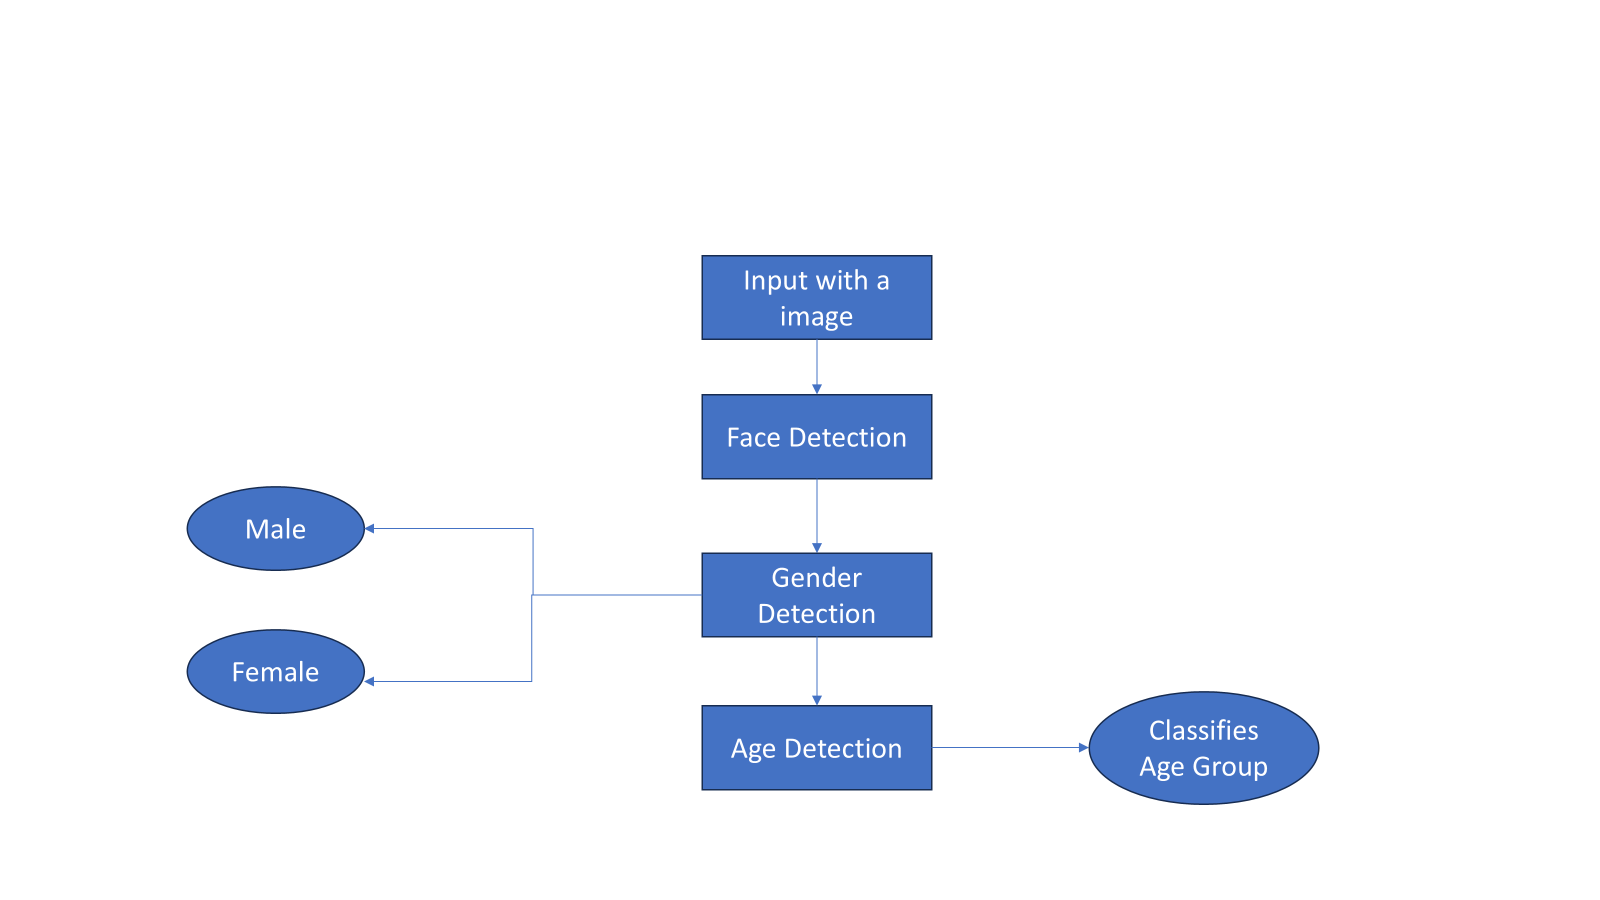 Input with a
image
Face Detection
Male
Gender
Detection
Female
Age Detection
Classifies
Age Group